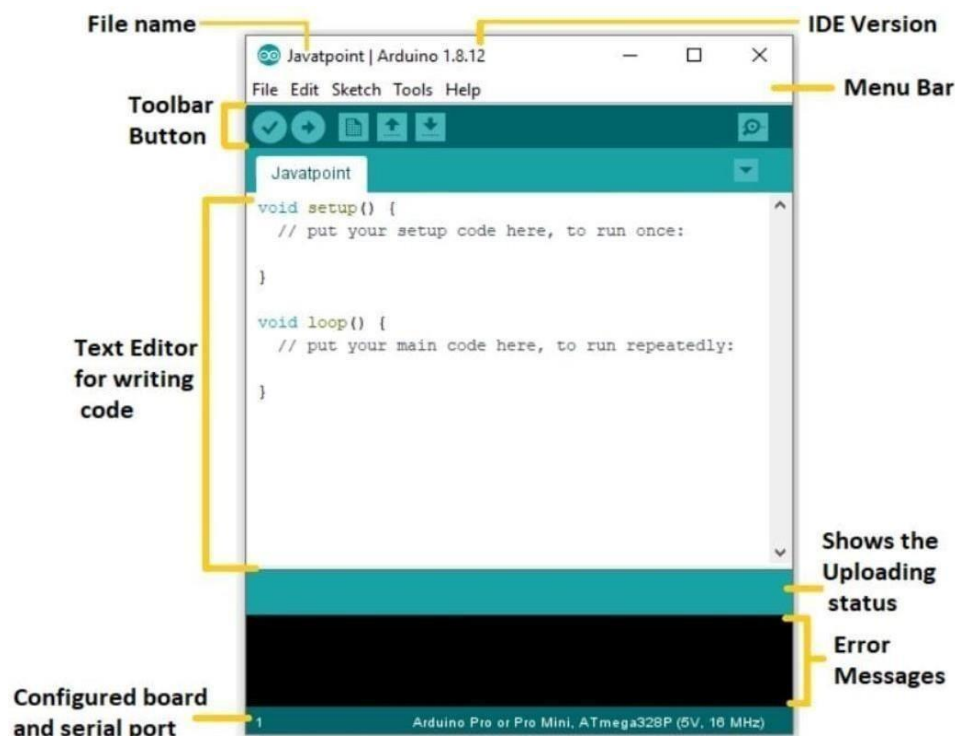 File name
IDE Version
Javatpoint | Arduino 1.8.12
File Edit Sketch Tools Help
Menu Bar
Toolbar
Button
Javatpoint
void setup() {
// put your setup code here, to run once:
}
void loop() {
// put your main code here, to run repeatedly:
}
Text Editor
for writing
code
Shows the
Uploading
status
Error
Messages
Configured board
and serial port
1
Arduino Pro or Pro Mini, ATmega328P (5V, 16 MHz)